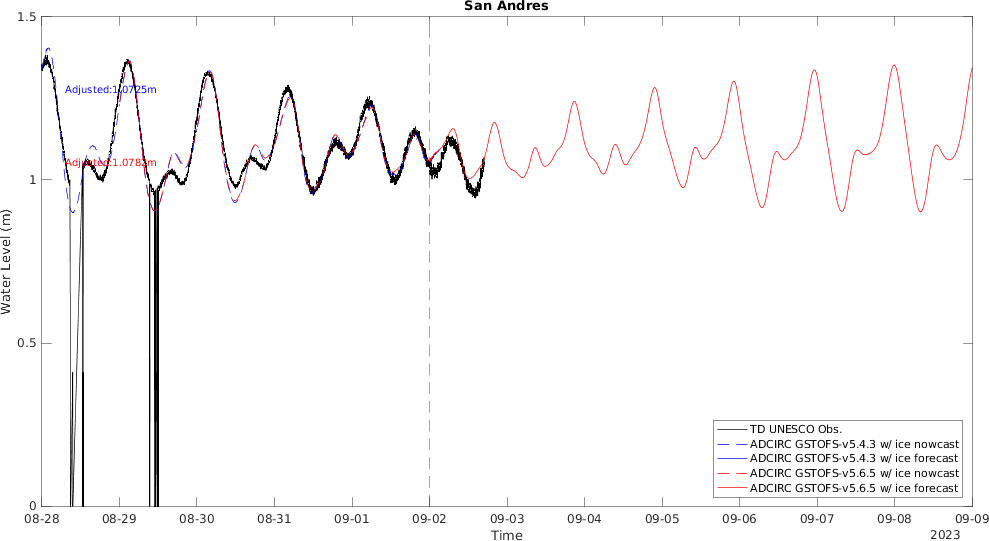 San Andres
1.5
1
0.5
0
Water Level (m)
Adjusted:1.0725m
Adjusted:1.0782m
TD UNESCO Obs.
ADCIRC GSTOFS-v5.4.3 w/ ice nowcast
ADCIRC GSTOFS-v5.4.3 w/ ice forecast
ADCIRC GSTOFS-v5.6.5 w/ ice nowcast
ADCIRC GSTOFS-v5.6.5 w/ ice forecast
08-28 08-29 08-30 08-31 09-01 09-02 09-03 09-04 09-05 09-06 09-07 09-08 09-09
Time
2023